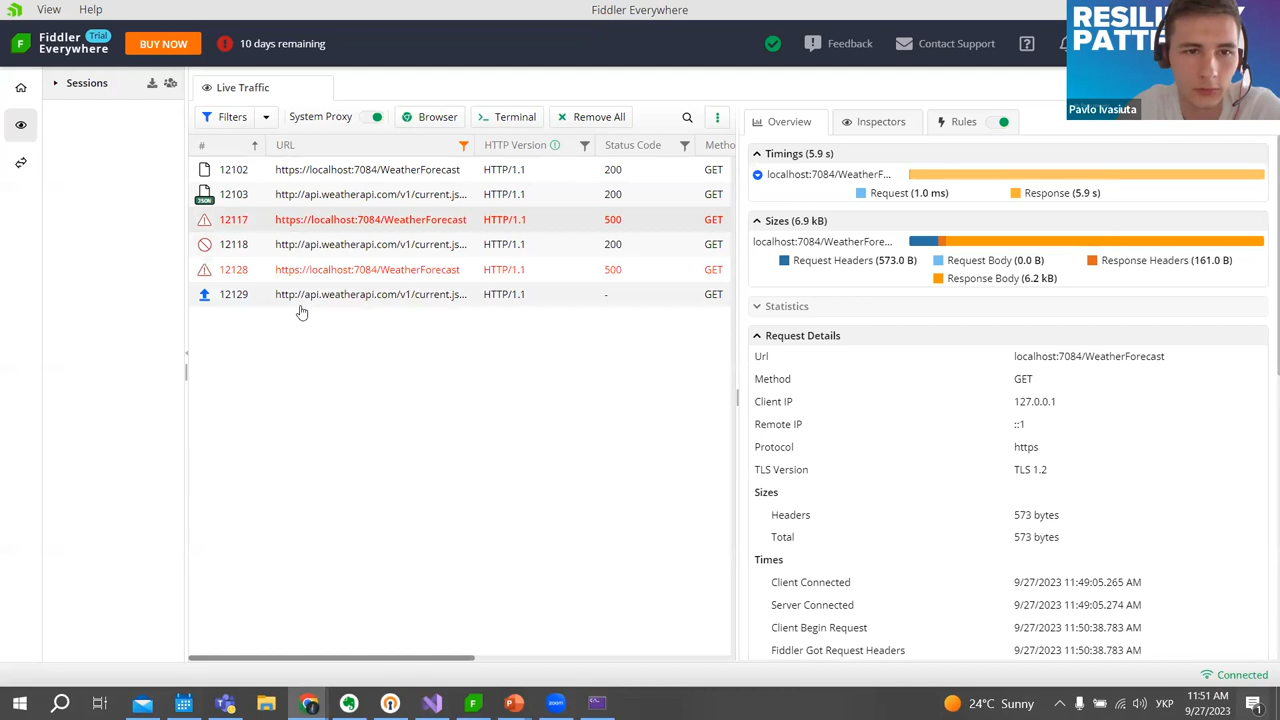 View Help
Fiddler Everywhere
Fiddler Trial
Everywhere
BUY NOW
10 days remaining
Feedback
Contact Support
Pavlo Ivasiuta
Sessions
Live Traffic
Filters
System Proxy
Browser
Terminal
Remove All
Overview
Inspectors
Rules
# URL HTTP Version Status Code Metho
12102 https://localhost:7084/WeatherForecast HTTP/1.1 200 GET
12103 http://api.weatherapi.com/v1/current.js... HTTP/1.1 200 GET
JSON
12117 https://localhost:7084/WeatherForecast HTTP/1.1 500 GET
12118 http://api.weatherapi.com/v1/current.js... HTTP/1.1 200 GET
12128 https://localhost:7084/WeatherForecast HTTP/1.1 500 GET
12129 http://api.weatherapi.com/v1/current.js... HTTP/1.1 - GET
Timings (5.9 s)
localhost:7084/WeatherF...
Request (1.0 ms) Response (5.9 s)
Sizes (6.9 kB)
localhost:7084/WeatherFore...
Request Headers (573.0 B) Request Body (0.0 B) Response Headers (161.0 B)
Response Body (6.2 kB)
Statistics
Request Details
Url localhost:7084/WeatherForecast
Method GET
Client IP 127.0.0.1
Remote IP ::1
Protocol https
TLS Version TLS 1.2
Sizes
Headers 573 bytes
Total 573 bytes
Times
Client Connected 9/27/2023 11:49:05.265 AM
Server Connected 9/27/2023 11:49:05.274 AM
Client Begin Request 9/27/2023 11:50:38.783 AM
Fiddler Got Request Headers 9/27/2023 11:50:38.783 AM
Connected
24°C Sunny
УКР
11:51 AM
9/27/2023